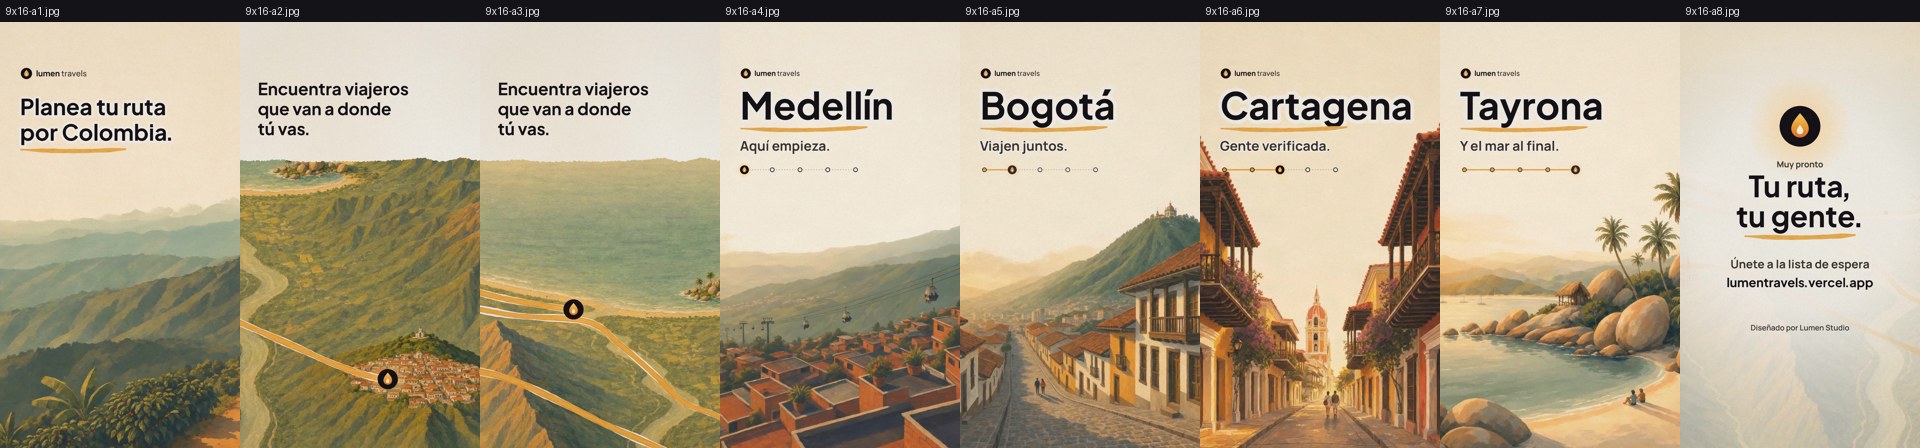 9x16-a1.jpg
lumen travels
Planea tu ruta
por Colombia.
9x16-a2.jpg
Encuentra viajeros
que van a donde
tú vas.
9x16-a3.jpg
Encuentra viajeros
que van a donde
tú vas.
9x16-a4.jpg
lumen travels
Medellín
Aquí empieza.
9x16-a5.jpg
lumen travels
Bogotá
Viajen juntos.
9x16-a6.jpg
lumen travels
Cartagena
Gente verificada.
9x16-a7.jpg
lumen travels
Tayrona
Y el mar al final.
9x16-a8.jpg
Muy pronto
Tu ruta,
tu gente.
Únete a la lista de espera
lumentravels.vercel.app
Diseñado por Lumen Studio